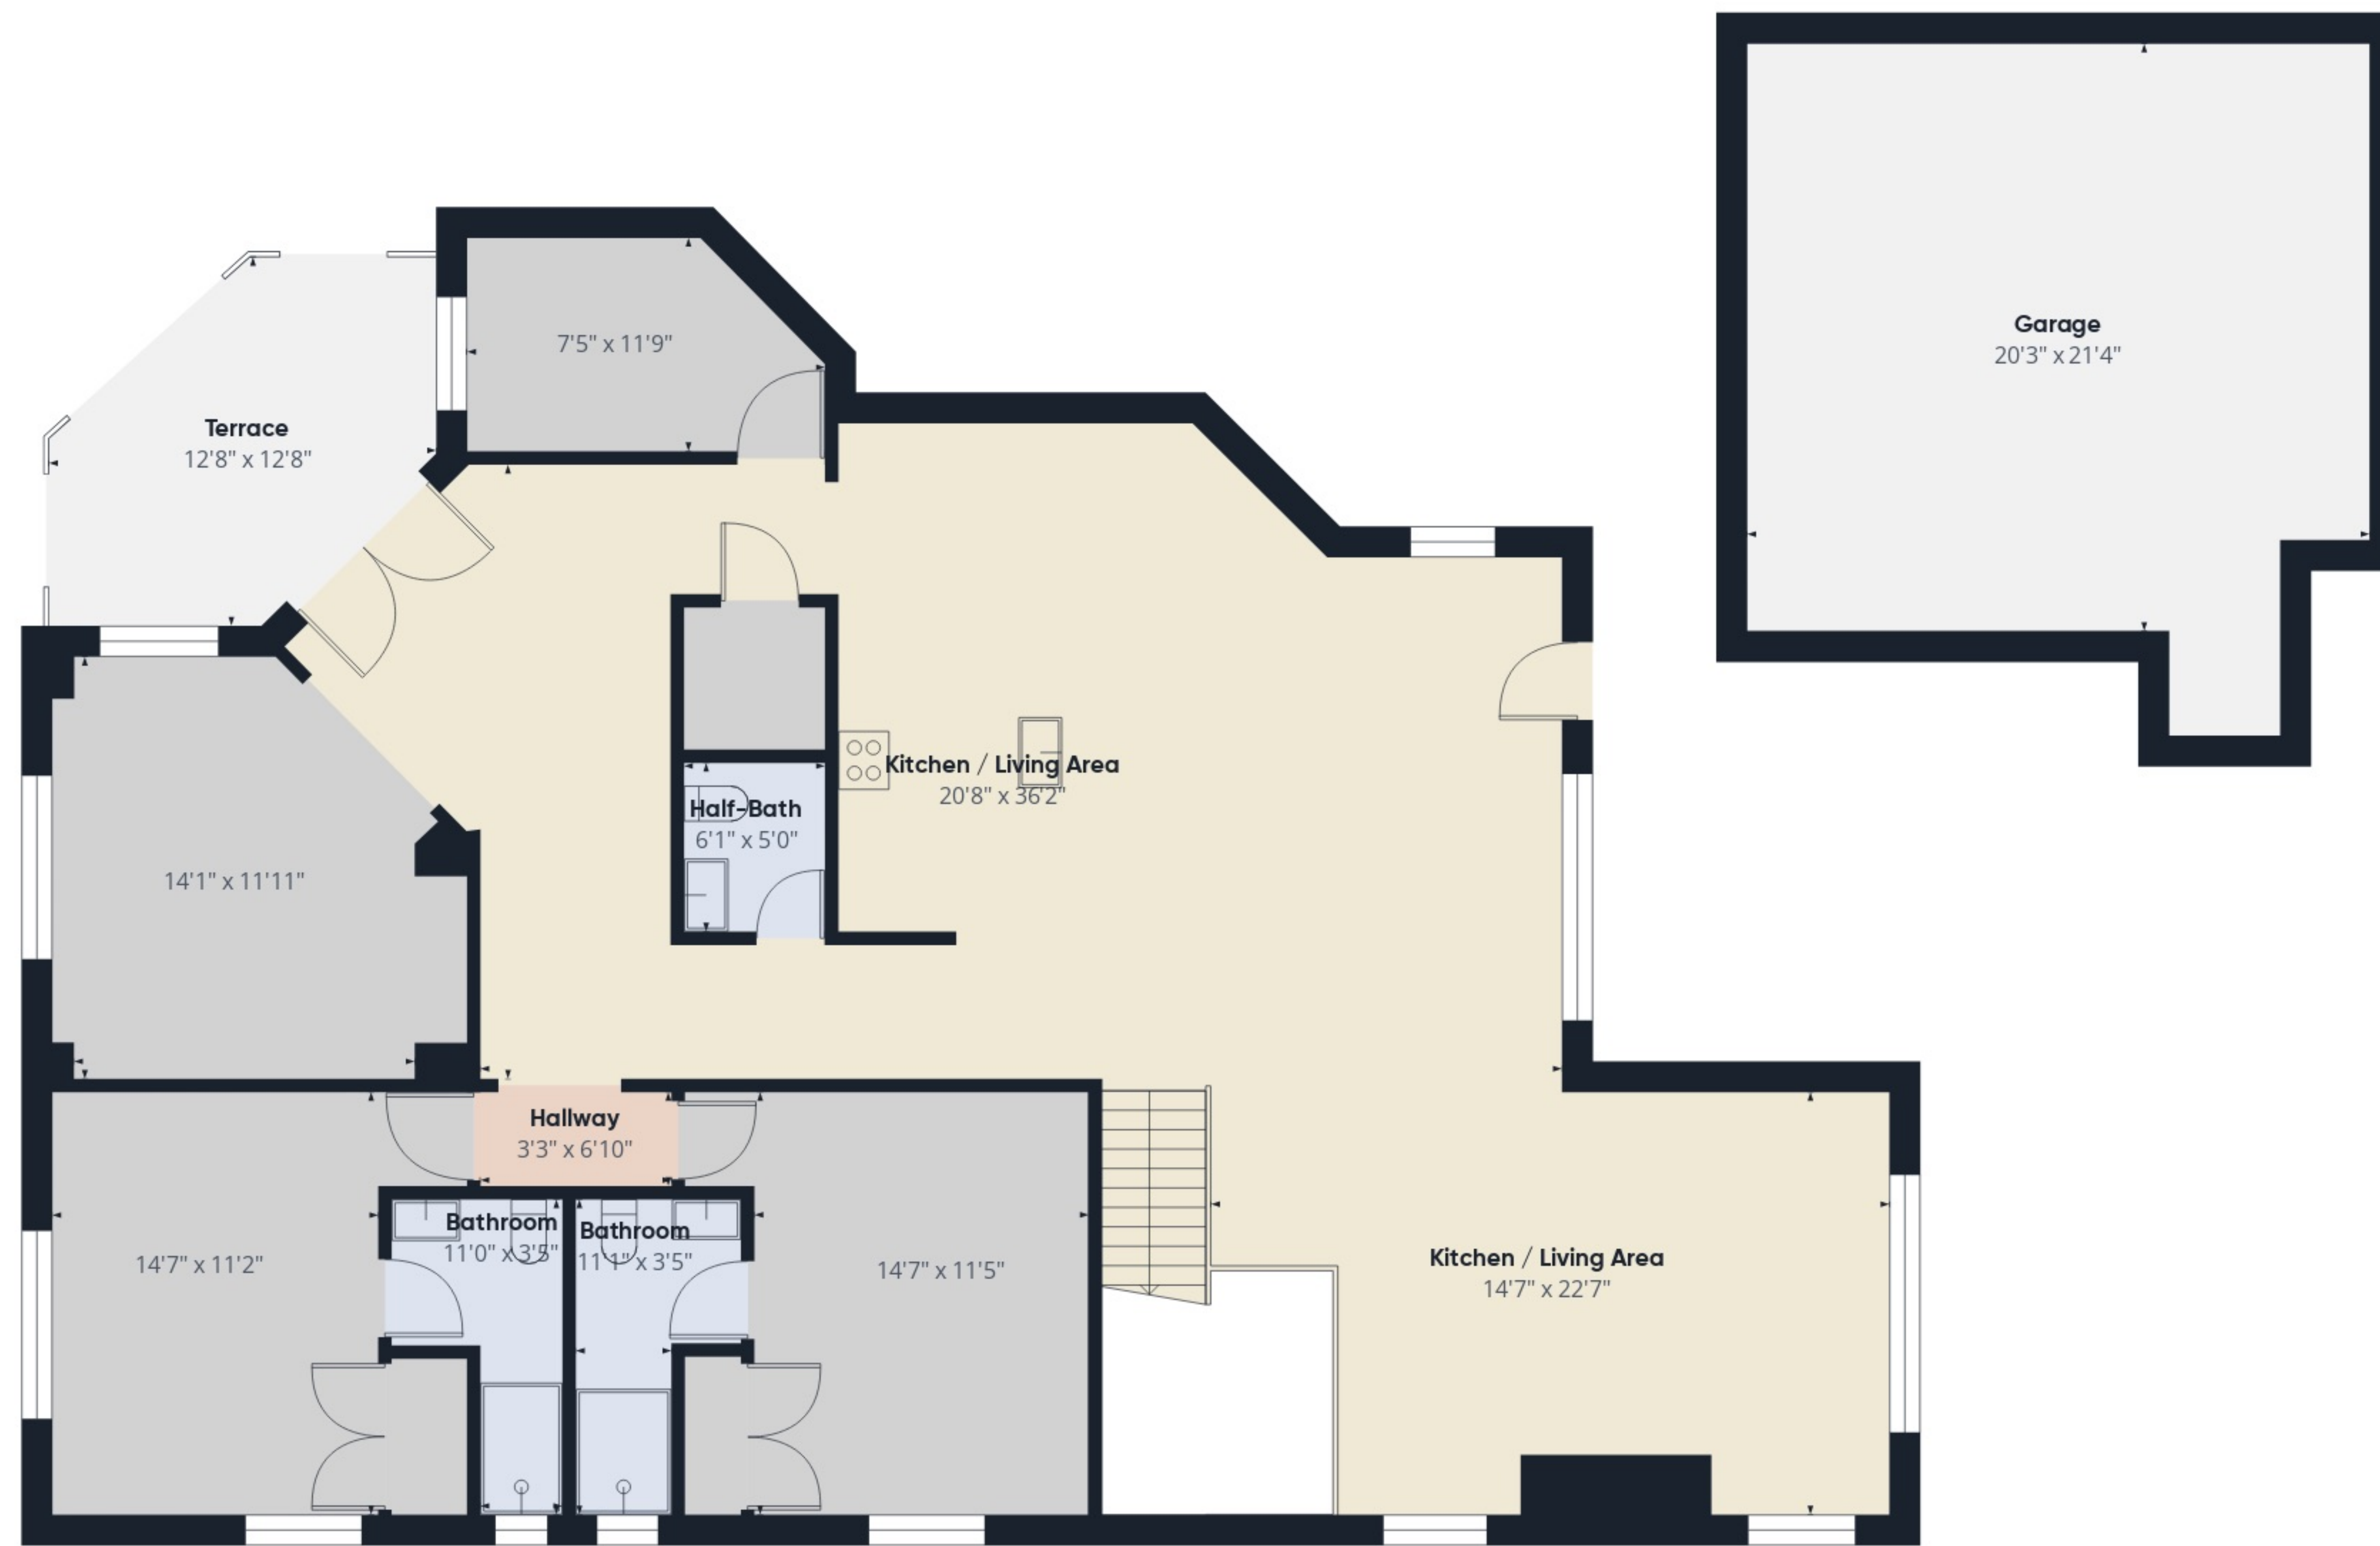 Garage
20'3" x 21'4"
7'5" x 11'9"
Terrace
12'8" x 12'8"
Kitchen / Living Area
20'8" x 36'2"
Half-Bath
6'1" x 5'0"
14'1" x 11'11"
Hallway
3'3" x 6'10"
Bathroom
11'0" x 3'5"
Bathroom
11'1" x 3'5"
14'7" x 11'2"
14'7" x 11'5"
Kitchen / Living Area
14'7" x 22'7"